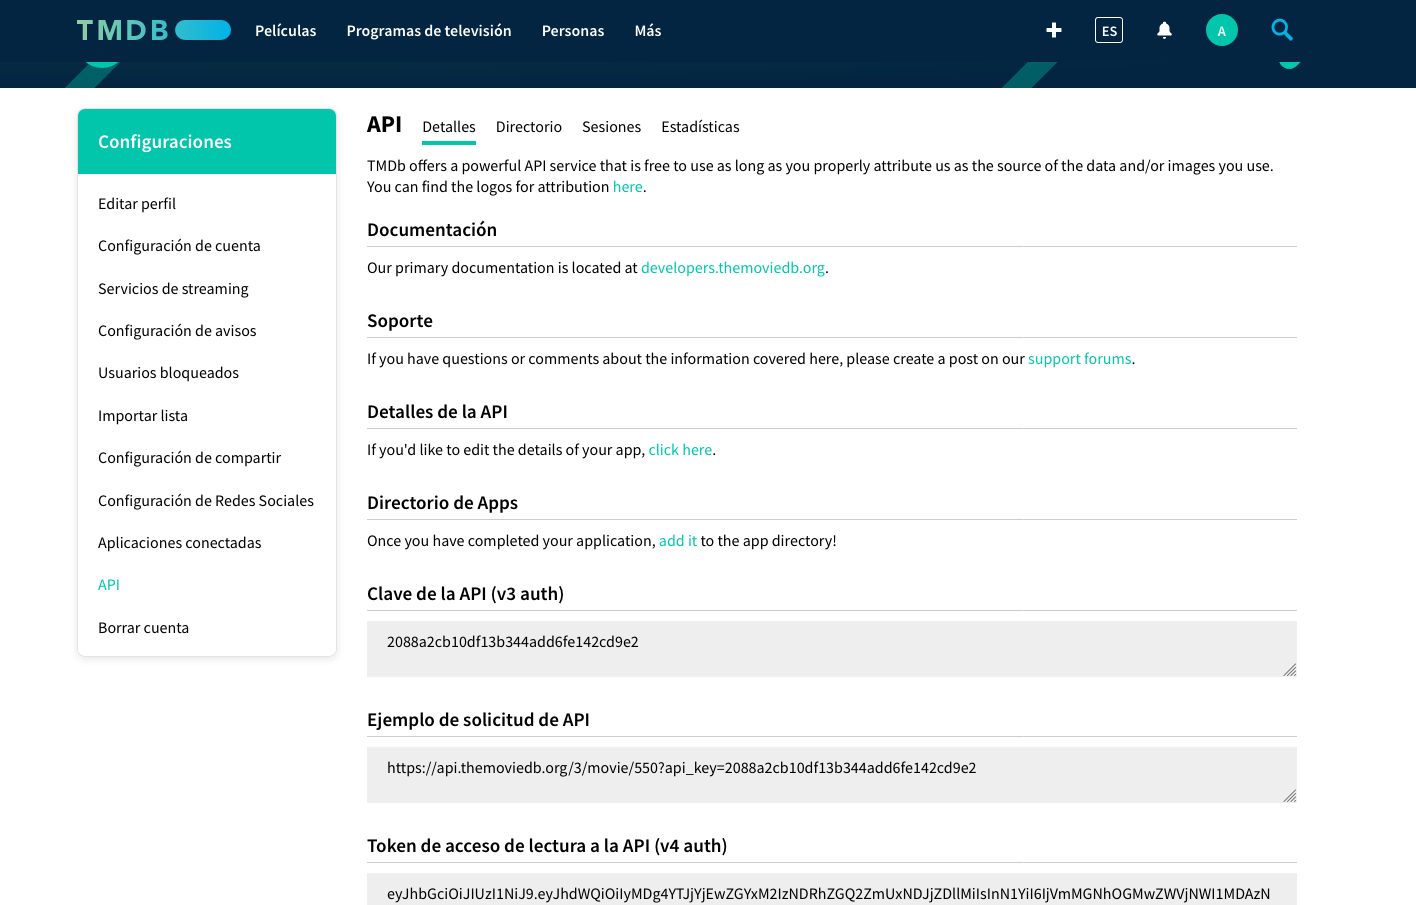 TMDB
Películas
Programas de televisión
Personas
Más
ES
A
Configuraciones
Editar perfil
Configuración de cuenta
Servicios de streaming
Configuración de avisos
Usuarios bloqueados
Importar lista
Configuración de compartir
Configuración de Redes Sociales
Aplicaciones conectadas
API
Borrar cuenta
API
Detalles
Directorio
Sesiones
Estadísticas
TMDb offers a powerful API service that is free to use as long as you properly attribute us as the source of the data and/or images you use.
You can find the logos for attribution here.
Documentación
Our primary documentation is located at developers.themoviedb.org.
Soporte
If you have questions or comments about the information covered here, please create a post on our support forums.
Detalles de la API
If you'd like to edit the details of your app, click here.
Directorio de Apps
Once you have completed your application, add it to the app directory!
Clave de la API (v3 auth)
2088a2cb10df13b344add6fe142cd9e2
Ejemplo de solicitud de API
https://api.themoviedb.org/3/movie/550?api_key=2088a2cb10df13b344add6fe142cd9e2
Token de acceso de lectura a la API (v4 auth)
eyJhbGciOiJIUzI1NiJ9.eyJhdWQiOiIyMDg4YTJjYjEwZGYxM2IzNDRhZGQ2ZmUxNDJjZDllMiIsInN1YiI6IjVmMGNhOGMwZWVjNWI1MDAzN